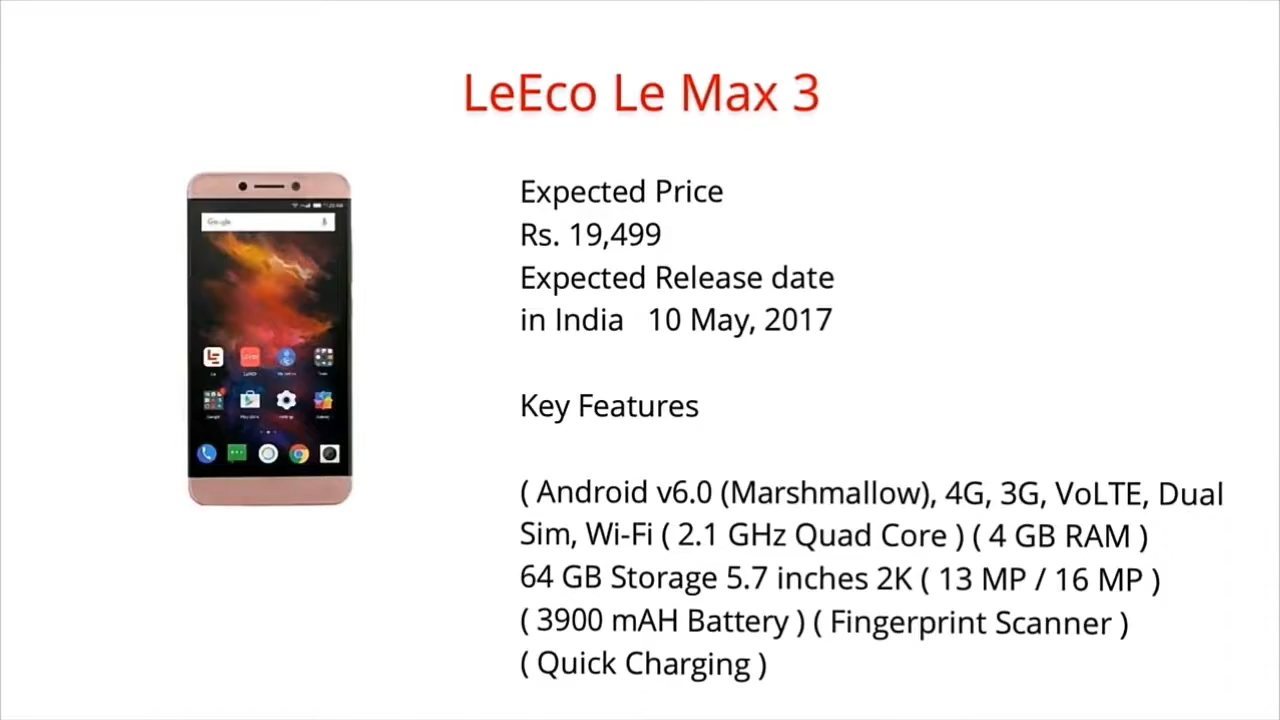 LeEco Le Max 3
Expected Price
Rs. 19,499
Expected Release date
in India 10 May, 2017
Key Features
( Android v6.0 (Marshmallow), 4G, 3G, VoLTE, Dual
Sim, Wi-Fi ( 2.1 GHz Quad Core ) ( 4 GB RAM )
64 GB Storage 5.7 inches 2K ( 13 MP / 16 MP )
( 3900 mAH Battery ) ( Fingerprint Scanner )
( Quick Charging )
Google